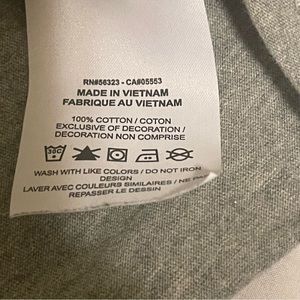 RN#56323 - CA#05553
MADE IN VIETNAM
FABRIQUE AU VIETNAM
100% COTTON / COTON
EXCLUSIVE OF DECORATION /
DECORATION NON COMPRISE
30C
WASH WITH LIKE COLORS / DO NOT IRON
DESIGN
LAVER AVEC COULEURS SIMILAIRES / NE PAS
REPASSER LE DESSIN